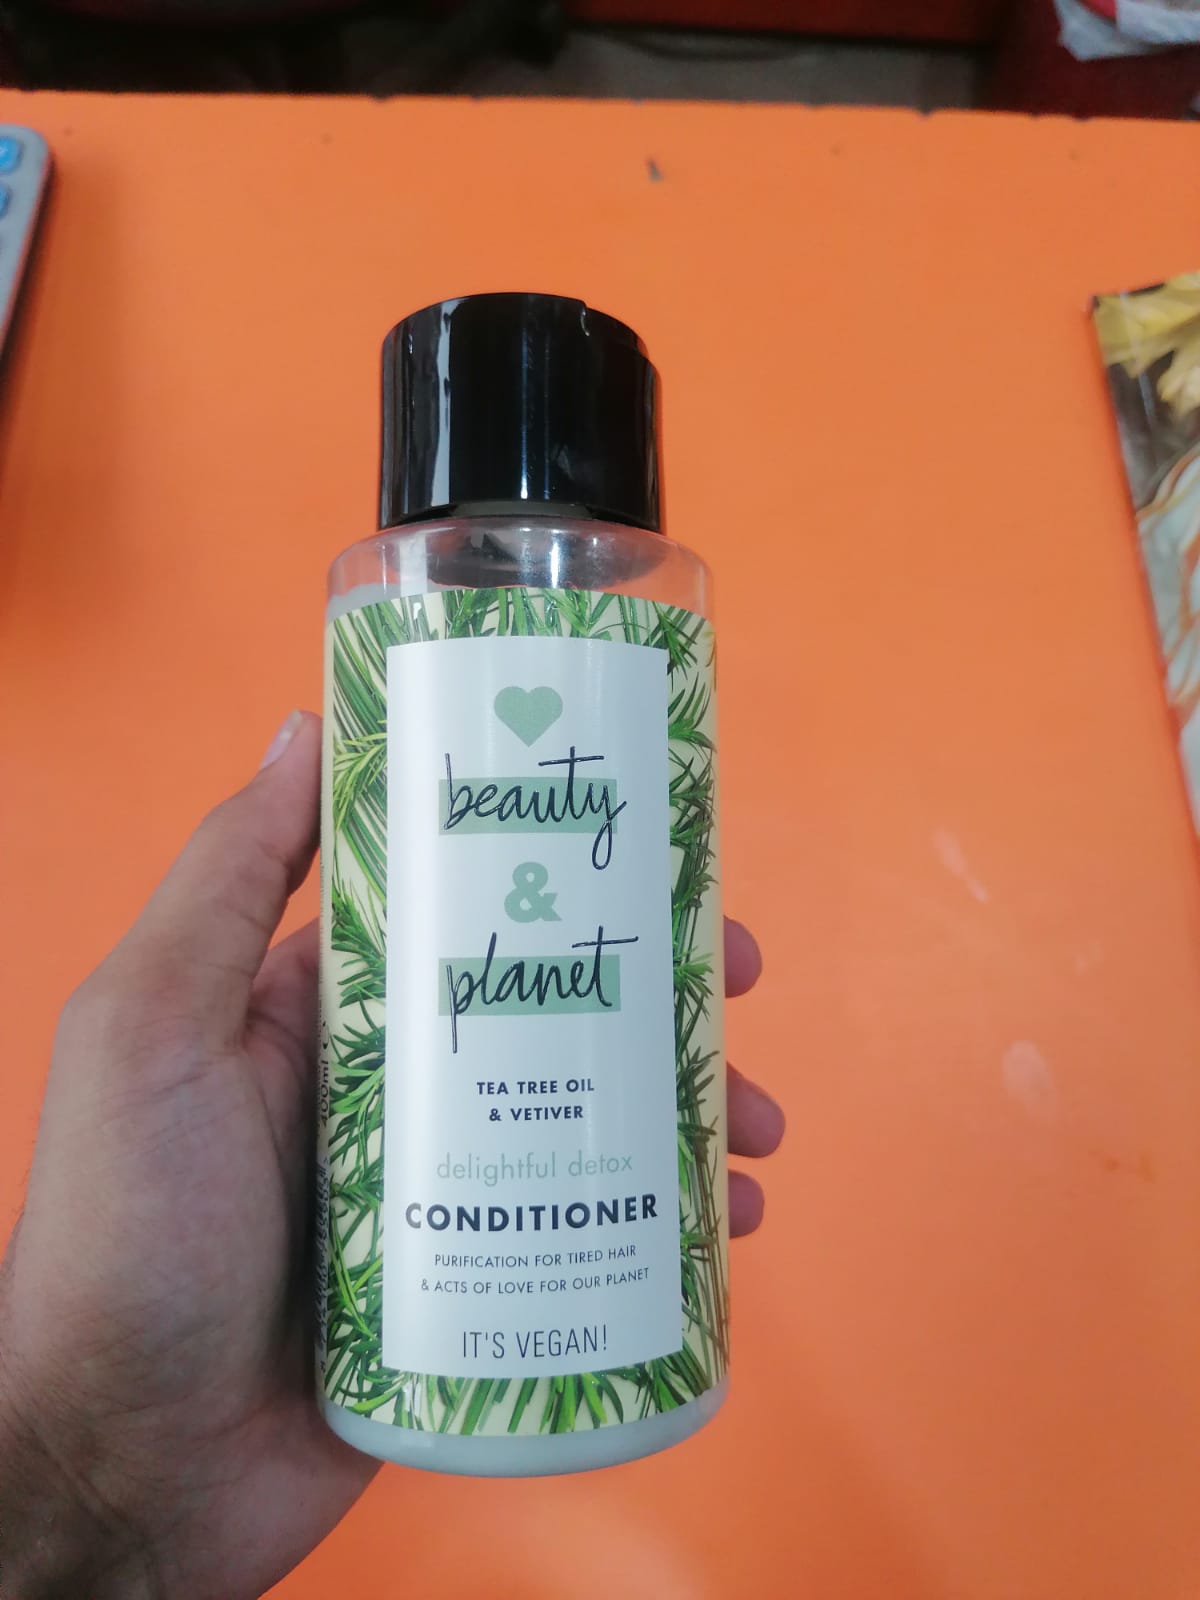 beauty
&
planet
TEA TREE OIL
& VETIVER
delightful detox
CONDITIONER
PURIFICATION FOR TIRED HAIR
& ACTS OF LOVE FOR OUR PLANET
IT'S VEGAN!
400ml ℮